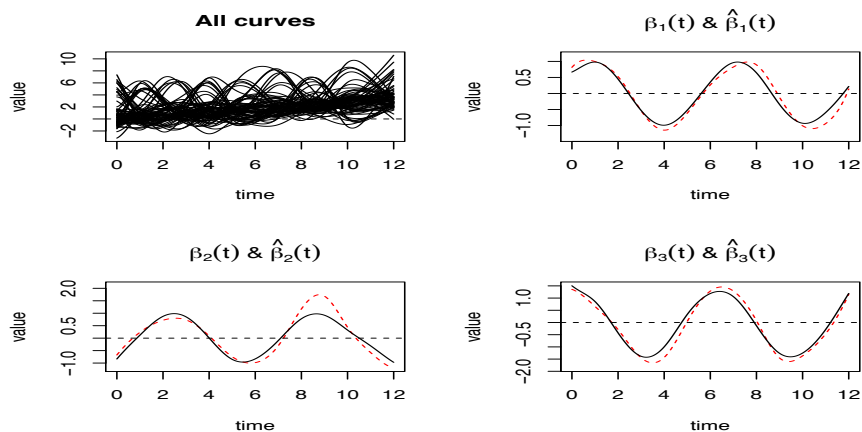 All curves
value
10
6
2
−2
0 2 4 6 8 10 12
time
β₁(t) & β̂₁(t)
value
0.5
−1.0
0 2 4 6 8 10 12
time
β₂(t) & β̂₂(t)
value
2.0
0.5
−1.0
0 2 4 6 8 10 12
time
β₃(t) & β̂₃(t)
value
1.0
−0.5
−2.0
0 2 4 6 8 10 12
time